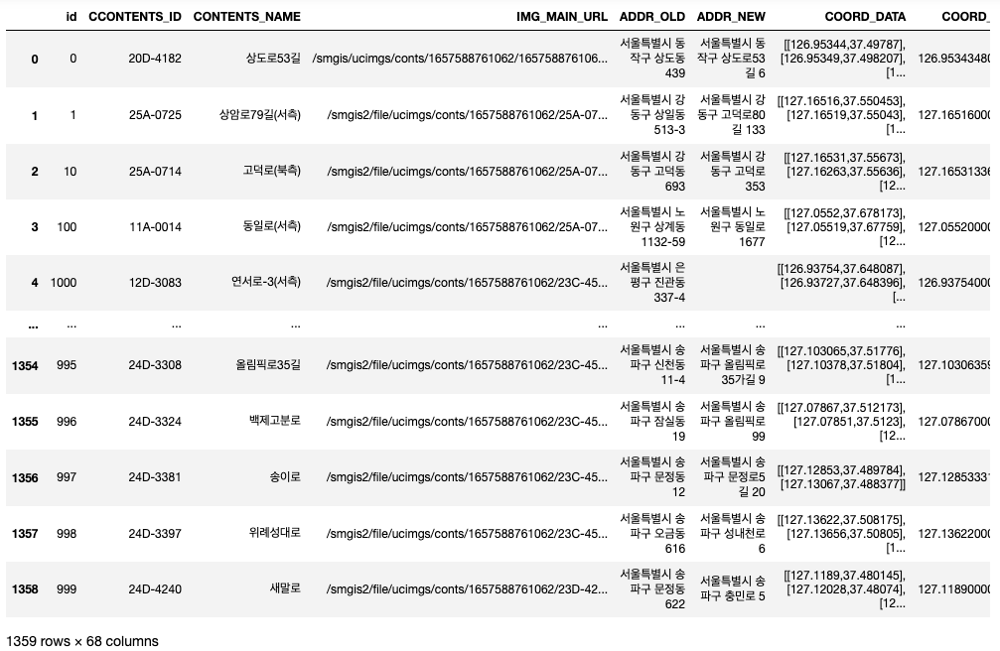 id CCONTENTS_ID CONTENTS_NAME IMG_MAIN_URL ADDR_OLD ADDR_NEW COORD_DATA COORD_
0 0 20D-4182 상도로53길 /smgis/ucimgs/conts/1657588761062/165758876106... 서울특별시 동작구 상도동 439 서울특별시 동작구 상도로53길 6 [[126.95344,37.49787], [126.95349,37.498207], [1... 126.95343480
1 1 25A-0725 상암로79길(서측) /smgis2/file/ucimgs/conts/1657588761062/25A-07... 서울특별시 강동구 상일동 513-3 서울특별시 강동구 고덕로80길 133 [[127.16516,37.550453], [127.16519,37.55043], [1... 127.16516000
2 10 25A-0714 고덕로(북측) /smgis2/file/ucimgs/conts/1657588761062/25A-07... 서울특별시 강동구 고덕동 693 서울특별시 강동구 고덕로 353 [[127.16531,37.55673], [127.16263,37.55636], [12... 127.16531336
3 100 11A-0014 동일로(서측) /smgis2/file/ucimgs/conts/1657588761062/25A-07... 서울특별시 노원구 상계동 1132-59 서울특별시 노원구 동일로 1677 [[127.0552,37.678173], [127.05519,37.67759], [12... 127.05520000
4 1000 12D-3083 연서로-3(서측) /smgis2/file/ucimgs/conts/1657588761062/23C-45... 서울특별시 은평구 진관동 337-4 [[126.93754,37.648087], [126.93727,37.648396], [... 126.93754000
... ... ... ... ... ... ... ...
1354 995 24D-3308 올림픽로35길 /smgis2/file/ucimgs/conts/1657588761062/23C-45... 서울특별시 송파구 신천동 11-4 서울특별시 송파구 올림픽로35가길 9 [[127.103065,37.51776], [127.10378,37.51804], [1... 127.10306359
1355 996 24D-3324 백제고분로 /smgis2/file/ucimgs/conts/1657588761062/23C-45... 서울특별시 송파구 잠실동 19 서울특별시 송파구 올림픽로 99 [[127.07867,37.512173], [127.07851,37.5123], [12... 127.07867000
1356 997 24D-3381 송이로 /smgis2/file/ucimgs/conts/1657588761062/23C-45... 서울특별시 송파구 문정동 12 서울특별시 송파구 문정로5길 20 [[127.12853,37.489784], [127.13067,37.488377]] 127.12853331
1357 998 24D-3397 위례성대로 /smgis2/file/ucimgs/conts/1657588761062/23C-45... 서울특별시 송파구 오금동 616 서울특별시 송파구 성내천로 6 [[127.13622,37.508175], [127.13656,37.50805], [1... 127.13622000
1358 999 24D-4240 새말로 /smgis2/file/ucimgs/conts/1657588761062/23D-42... 서울특별시 송파구 문정동 622 서울특별시 송파구 충민로 5 [[127.1189,37.480145], [127.12028,37.48074], [12... 127.11890000
1359 rows × 68 columns